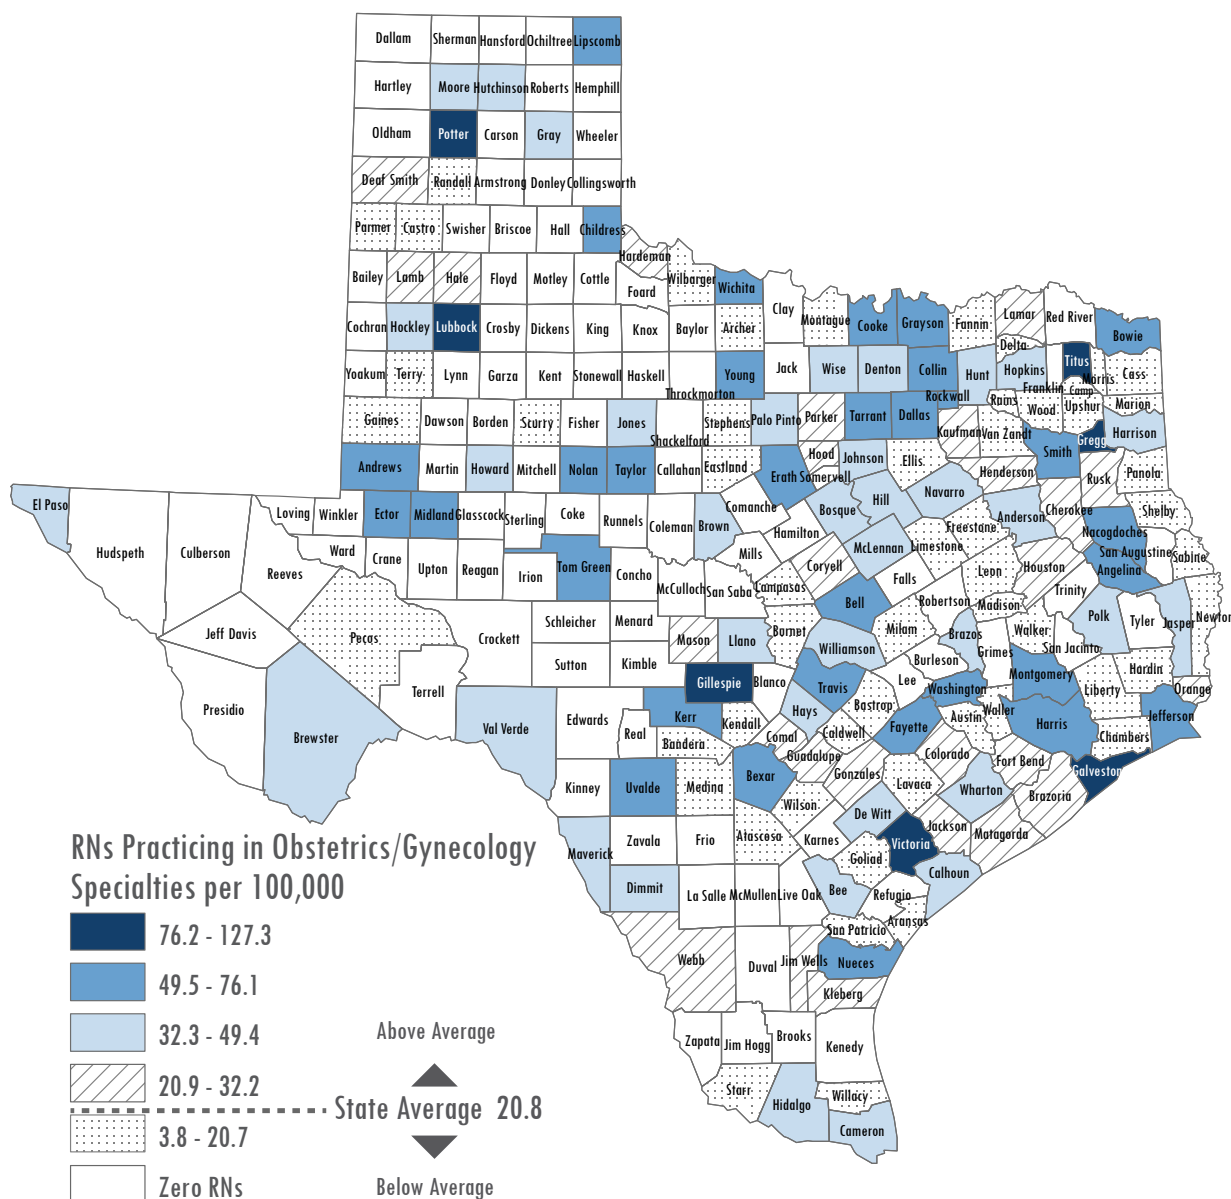 Dallam Sherman Hansford Ochiltree Lipscomb
Hartley Moore Hutchinson Roberts Hemphill
Oldham Potter Carson Gray Wheeler
Deaf Smith Randall Armstrong Donley Collingsworth
Parmer Castro Swisher Briscoe Hall Childress
Hardeman
Bailey Lamb Hale Floyd Motley Cottle Foard Wilbarger Wichita
Clay Montague Cooke Grayson Fannin Lamar Red River Bowie
Cochran Hockley Lubbock Crosby Dickens King Knox Baylor Archer
Delta Titus
Yoakum Terry Lynn Garza Kent Stonewall Haskell Throckmorton Young Jack Wise Denton Collin Hunt Hopkins Franklin Camp Morris Cass
Rockwall Rains Wood Upshur Marion
Gaines Dawson Borden Scurry Fisher Jones Shackelford Stephens Palo Pinto Parker Tarrant Dallas Kaufman Van Zandt Gregg Harrison
Andrews Martin Howard Mitchell Nolan Taylor Callahan Eastland Erath Hood Somervell Johnson Ellis Henderson Smith Rusk Panola
El Paso Hudspeth Culberson Loving Winkler Ector Midland Glasscock Sterling Coke Runnels Coleman Brown Comanche Bosque Hill Navarro Anderson Cherokee Shelby
Reeves Ward Crane Upton Reagan Irion Tom Green Concho Mills Hamilton McLennan Limestone Freestone Nacogdoches San Augustine Sabine
McCulloch San Saba Lampasas Coryell Falls Leon Houston Angelina
Jeff Davis Pecos Crockett Schleicher Menard Mason Llano Burnet Bell Milam Robertson Madison Trinity Polk Tyler Jasper Newton
Sutton Kimble Williamson Brazos Walker San Jacinto
Burleson Grimes Hardin
Presidio Brewster Terrell Val Verde Edwards Gillespie Blanco Travis Lee Washington Montgomery Liberty Orange
Real Kerr Kendall Hays Bastrop Waller Harris Jefferson
Bandera Comal Caldwell Fayette Austin Chambers
Kinney Uvalde Medina Bexar Guadalupe Gonzales Colorado Fort Bend Galveston
Wilson Lavaca Wharton Brazoria
Maverick Zavala Frio Atascosa Karnes De Witt Jackson Matagorda
Victoria
Goliad
Dimmit La Salle McMullen Live Oak Bee Refugio Calhoun
Aransas
San Patricio
Webb Duval Jim Wells Nueces
Kleberg
Zapata Jim Hogg Brooks Kenedy
Starr Hidalgo Willacy
Cameron
RNs Practicing in Obstetrics/Gynecology
Specialties per 100,000
76.2 - 127.3
49.5 - 76.1
32.3 - 49.4
20.9 - 32.2
3.8 - 20.7
Zero RNs
Above Average
State Average 20.8
Below Average